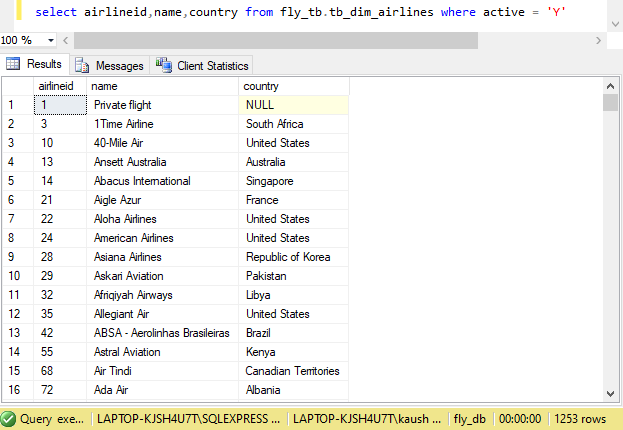 select airlineid,name,country from fly_tb.tb_dim_airlines where active = 'Y'
100 %
Results Messages Client Statistics
airlineid name country
1 1 Private flight NULL
2 3 1Time Airline South Africa
3 10 40-Mile Air United States
4 13 Ansett Australia Australia
5 14 Abacus International Singapore
6 21 Aigle Azur France
7 22 Aloha Airlines United States
8 24 American Airlines United States
9 28 Asiana Airlines Republic of Korea
10 29 Askari Aviation Pakistan
11 32 Afriqiyah Airways Libya
12 35 Allegiant Air United States
13 42 ABSA - Aerolinhas Brasileiras Brazil
14 55 Astral Aviation Kenya
15 68 Air Tindi Canadian Territories
16 72 Ada Air Albania
Query exe... LAPTOP-KJSH4U7T\SQLEXPRESS ... LAPTOP-KJSH4U7T\kaush ... fly_db 00:00:00 1253 rows